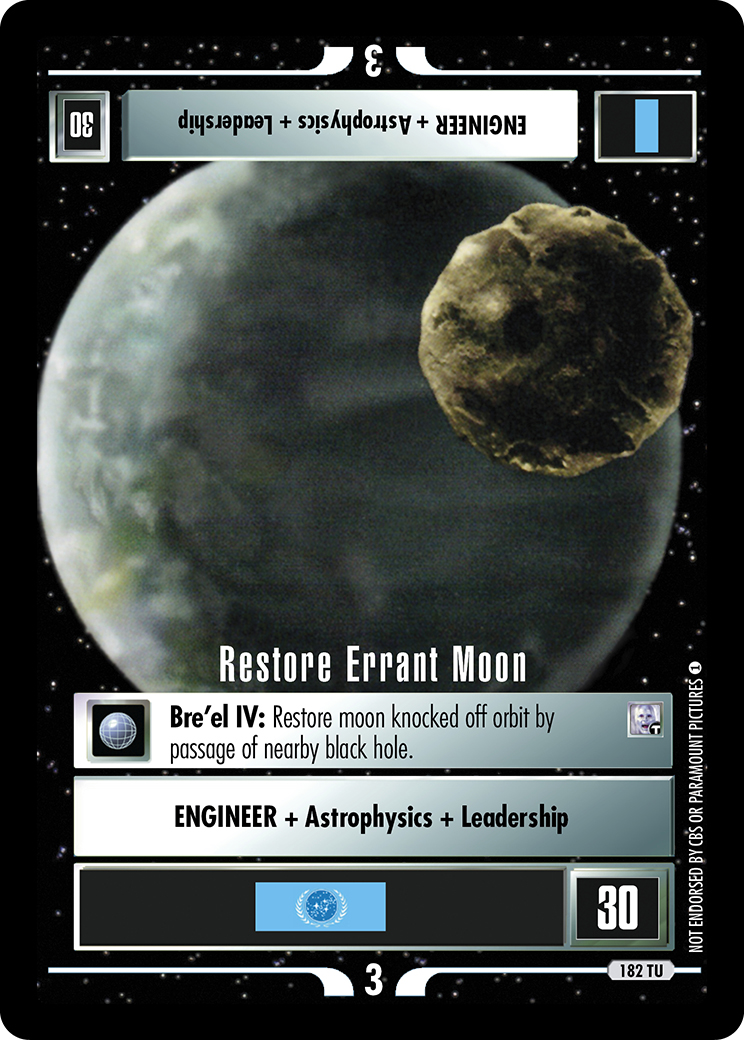 3
30
ENGINEER + Astrophysics + Leadership
Restore Errant Moon
Bre'el IV: Restore moon knocked off orbit by
passage of nearby black hole.
T
ENGINEER + Astrophysics + Leadership
30
3
182 TU
NOT ENDORSED BY CBS OR PARAMOUNT PICTURES 1